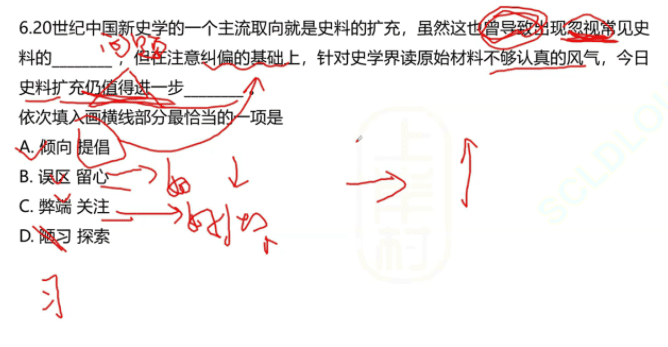 6.20世纪中国新史学的一个主流取向就是史料的扩充，虽然这也曾导致出现忽视常见史
料的________，但在注意纠偏的基础上，针对史学界读原始材料不够认真的风气，今日
史料扩充仍值得进一步________。
依次填入画横线部分最恰当的一项是
A. 倾向 提倡
B. 误区 留心
C. 弊端 关注
D. 陋习 探索
问题
习
上岸村
SCLDLOU